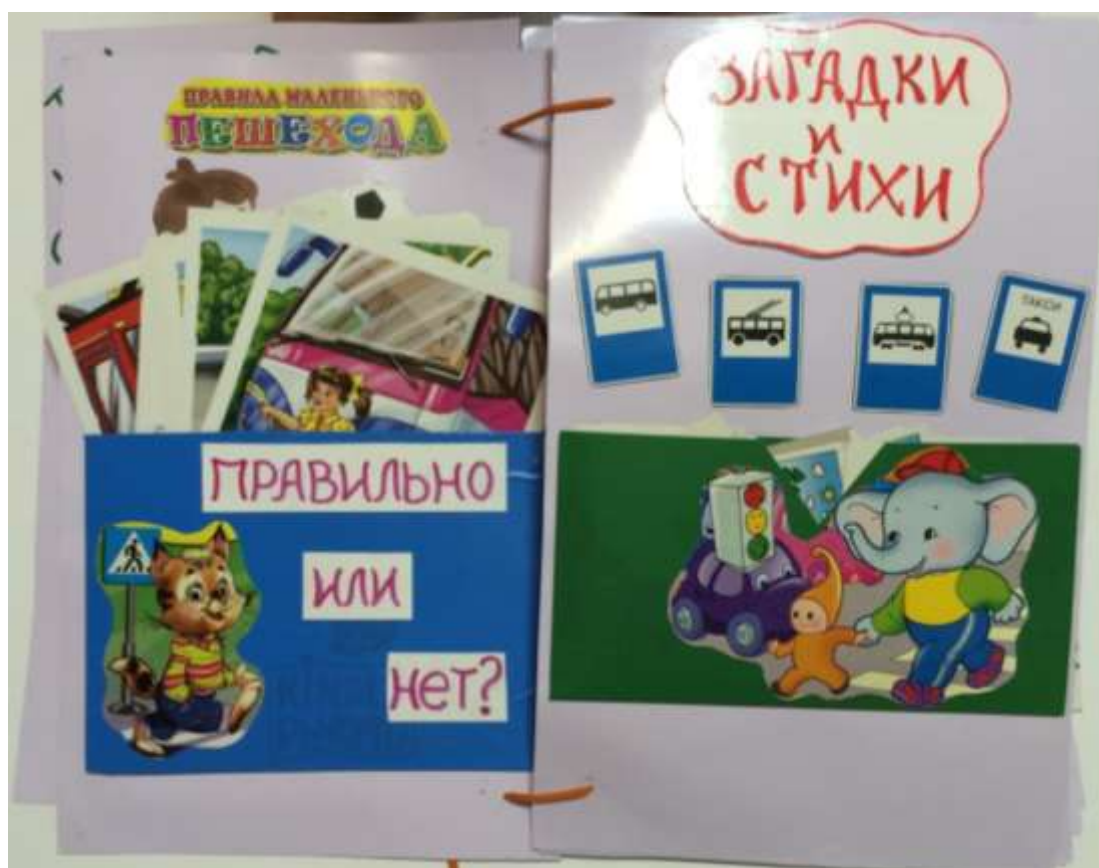 ПРАВИЛА МАЛЕНЬКОГО
ПЕШЕХОДА
ПРАВИЛЬНО
ИЛИ
НЕТ?
ЗАГАДКИ
И
СТИХИ
ТАКСИ